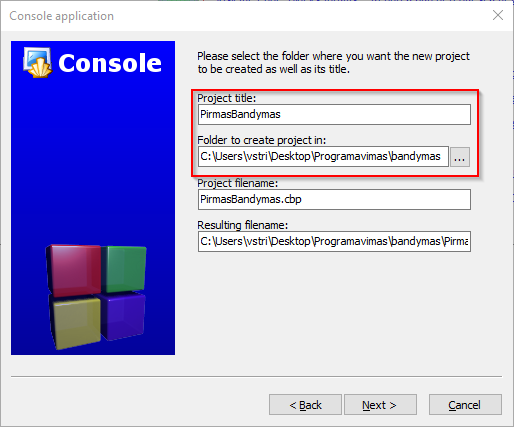 Console application
Console
Please select the folder where you want the new project
to be created as well as its title.
Project title:
PirmasBandymas
Folder to create project in:
C:\Users\vstri\Desktop\Programavimas\bandymas
...
Project filename:
PirmasBandymas.cbp
Resulting filename:
C:\Users\vstri\Desktop\Programavimas\bandymas\Pirma
< Back
Next >
Cancel